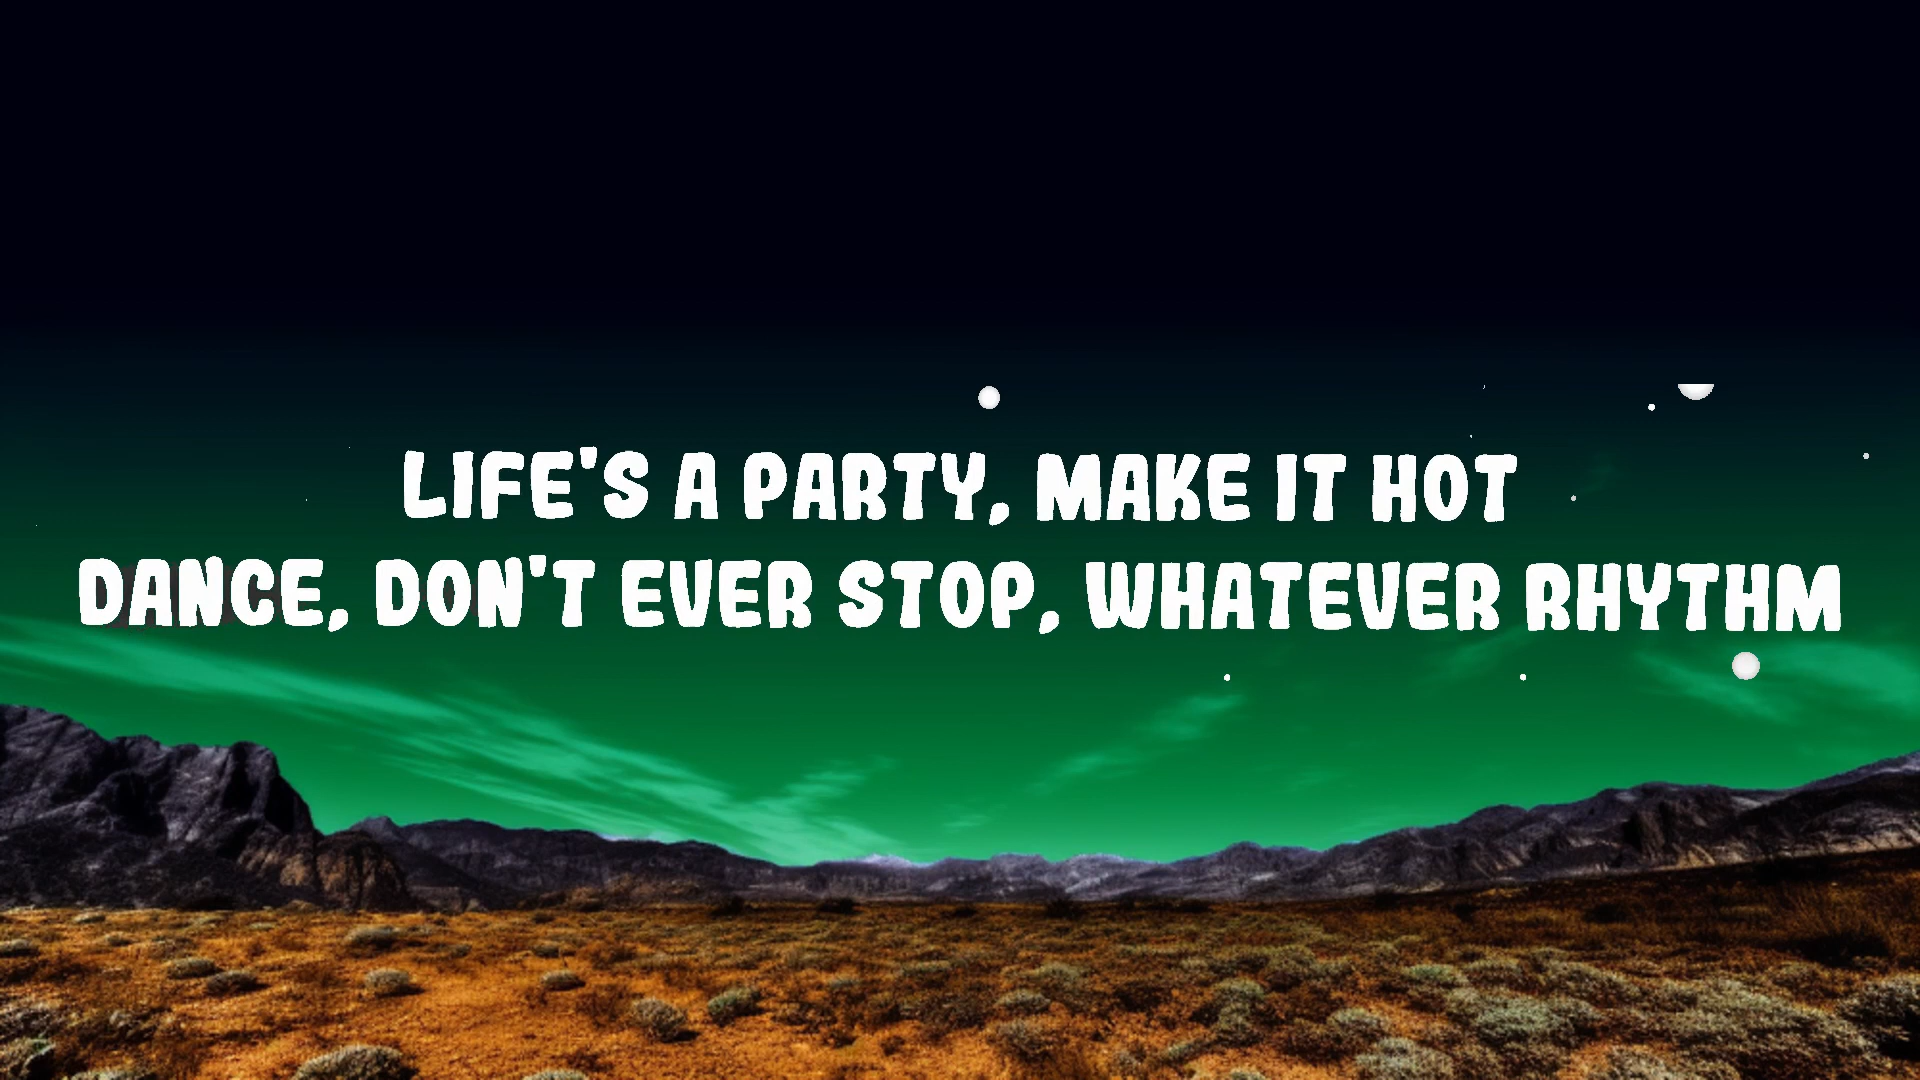 LIFE'S A PARTY, MAKE IT HOT
DANCE, DON'T EVER STOP, WHATEVER RHYTHM